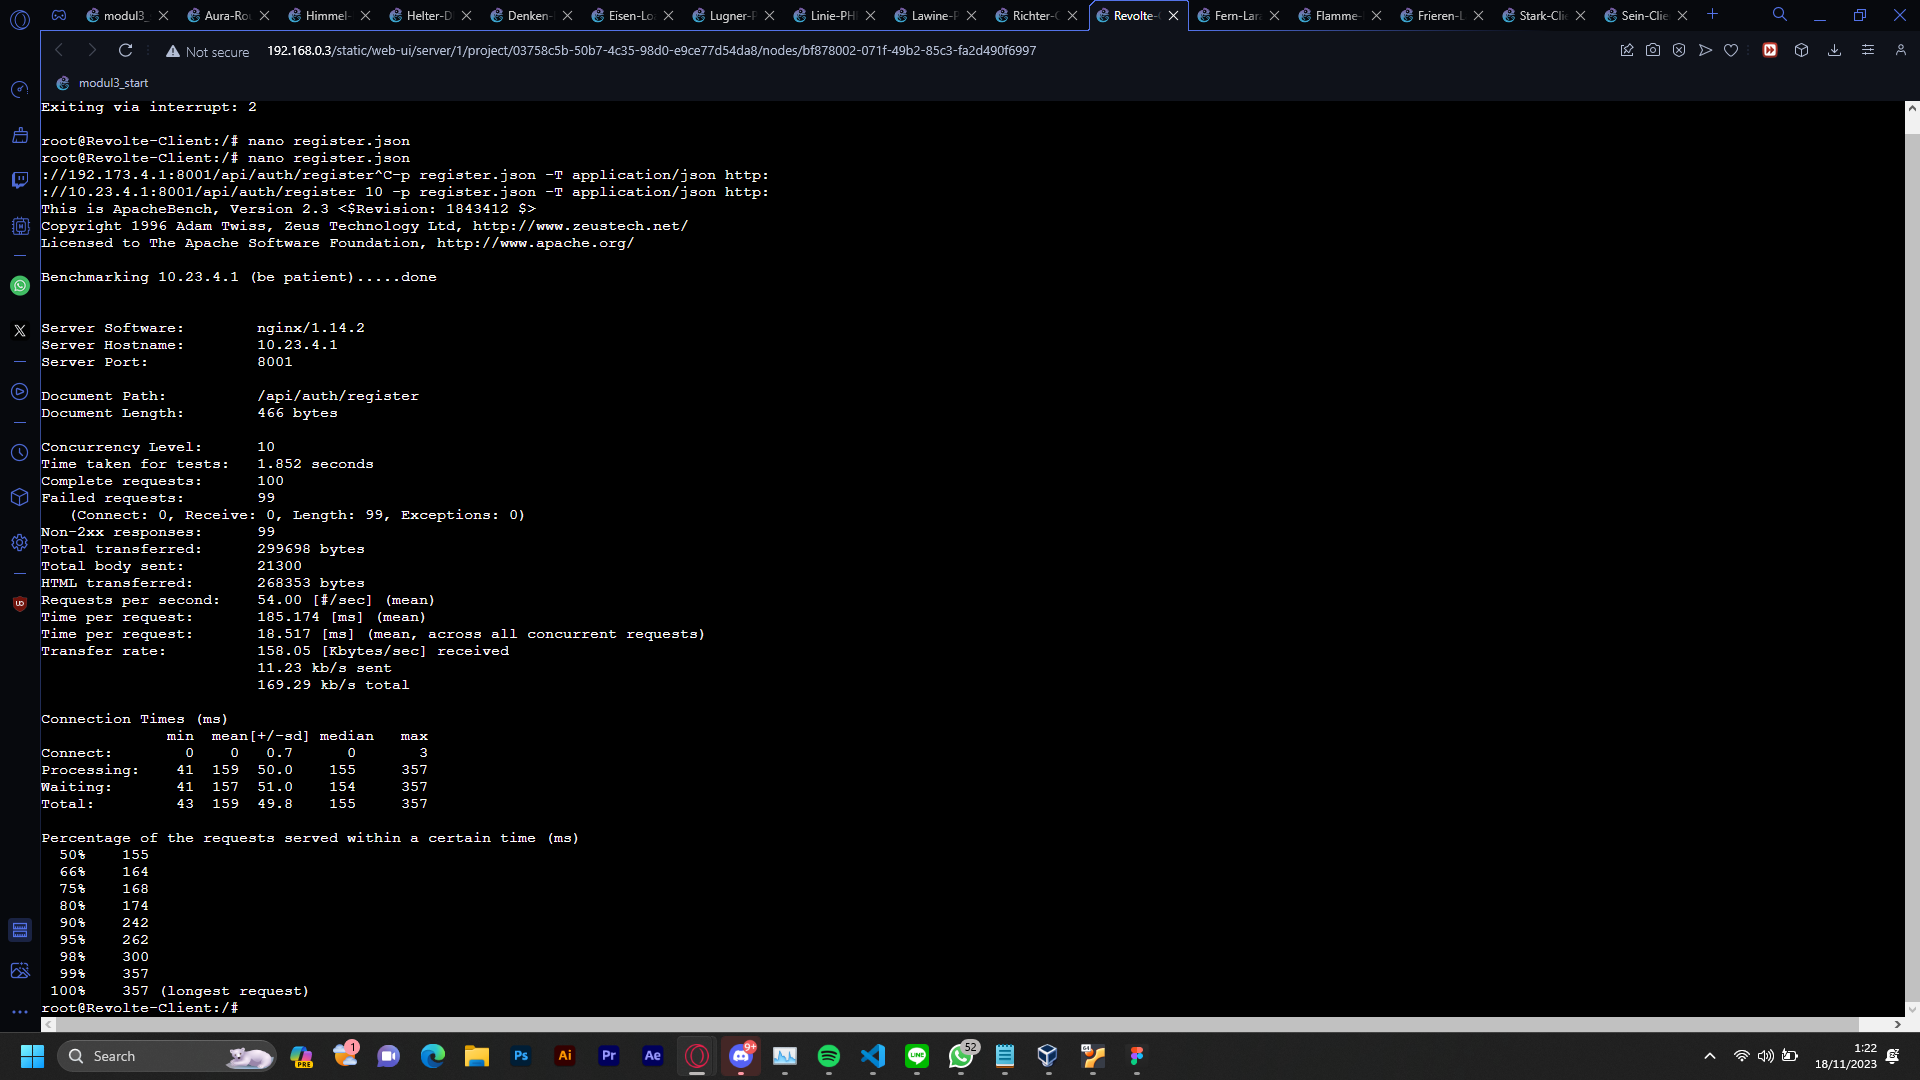 modul3_
Aura-Rou
Himmel-
Helter-D
Denken-
Eisen-Lo
Lugner-P
Linie-PH
Lawine-P
Richter-C
Revolte-
Fern-Lara
Flamme-
Frieren-L
Stark-Clie
Sein-Clie
Not secure
192.168.0.3/static/web-ui/server/1/project/03758c5b-50b7-4c35-98d0-e9ce77d54da8/nodes/bf878002-071f-49b2-85c3-fa2d490f6997
modul3_start
Exiting via interrupt: 2
root@Revolte-Client:/# nano register.json
root@Revolte-Client:/# nano register.json
://192.173.4.1:8001/api/auth/register^C-p register.json -T application/json http:
://10.23.4.1:8001/api/auth/register 10 -p register.json -T application/json http:
This is ApacheBench, Version 2.3 <$Revision: 1843412 $>
Copyright 1996 Adam Twiss, Zeus Technology Ltd, http://www.zeustech.net/
Licensed to The Apache Software Foundation, http://www.apache.org/
Benchmarking 10.23.4.1 (be patient).....done
Server Software: nginx/1.14.2
Server Hostname: 10.23.4.1
Server Port: 8001
Document Path: /api/auth/register
Document Length: 466 bytes
Concurrency Level: 10
Time taken for tests: 1.852 seconds
Complete requests: 100
Failed requests: 99
(Connect: 0, Receive: 0, Length: 99, Exceptions: 0)
Non-2xx responses: 99
Total transferred: 299698 bytes
Total body sent: 21300
HTML transferred: 268353 bytes
Requests per second: 54.00 [#/sec] (mean)
Time per request: 185.174 [ms] (mean)
Time per request: 18.517 [ms] (mean, across all concurrent requests)
Transfer rate: 158.05 [Kbytes/sec] received
11.23 kb/s sent
169.29 kb/s total
Connection Times (ms)
min mean[+/-sd] median max
Connect: 0 0 0.7 0 3
Processing: 41 159 50.0 155 357
Waiting: 41 157 51.0 154 357
Total: 43 159 49.8 155 357
Percentage of the requests served within a certain time (ms)
50% 155
66% 164
75% 168
80% 174
90% 242
95% 262
98% 300
99% 357
100% 357 (longest request)
root@Revolte-Client:/#
Search
PRE
1
Ps
Ai
Pr
Ae
9+
LINE
52
64
1:22
18/11/2023